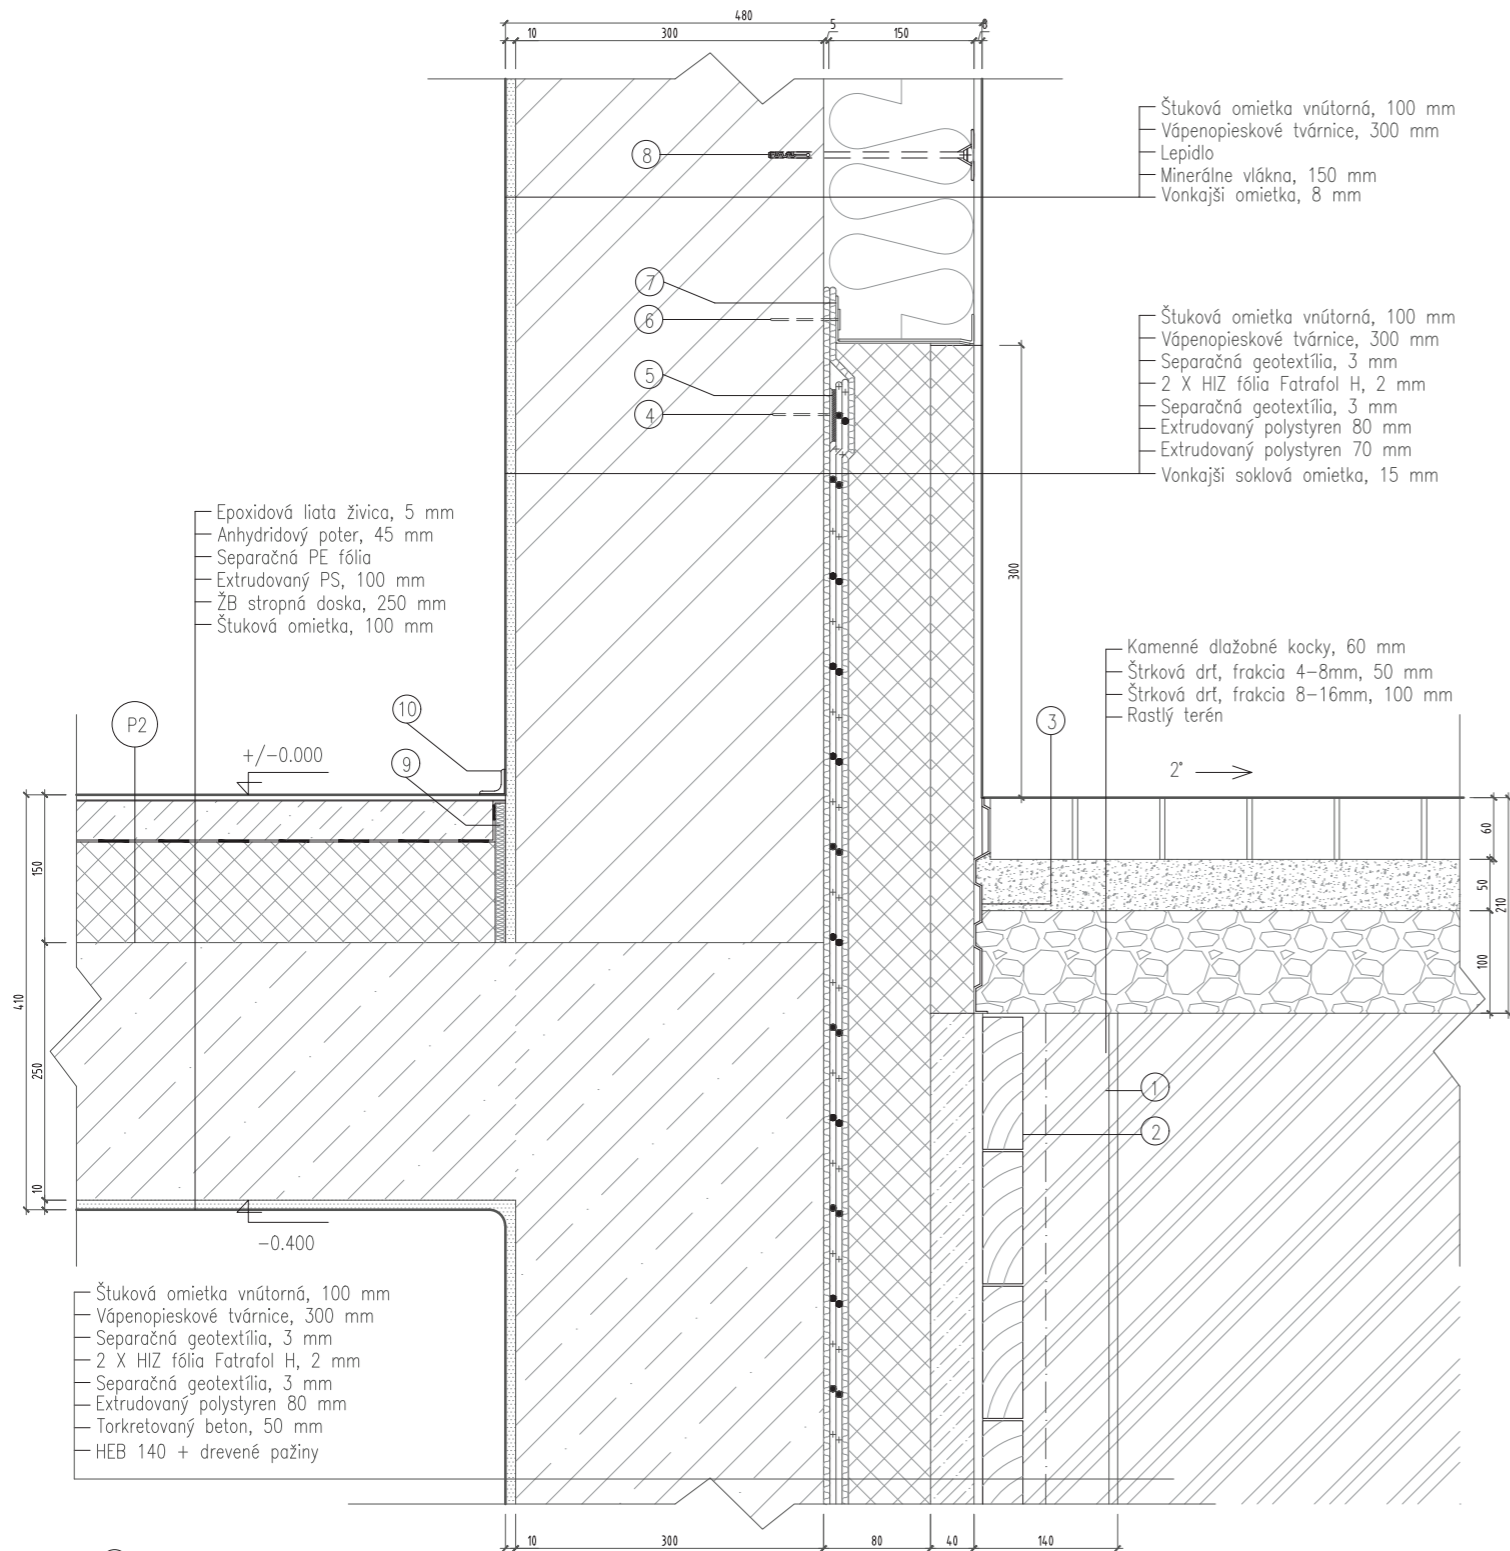 480
10
300
5
150
8
Štuková omietka vnútorná, 100 mm
Vápenopieskové tvárnice, 300 mm
Lepidlo
Minerálne vlákna, 150 mm
Vonkajši omietka, 8 mm
8
7
6
5
4
Štuková omietka vnútorná, 100 mm
Vápenopieskové tvárnice, 300 mm
Separačná geotextília, 3 mm
2 X HIZ fólia Fatrafol H, 2 mm
Separačná geotextília, 3 mm
Extrudovaný polystyren 80 mm
Extrudovaný polystyren 70 mm
Vonkajši soklová omietka, 15 mm
300
Epoxidová liata živica, 5 mm
Anhydridový poter, 45 mm
Separačná PE fólia
Extrudovaný PS, 100 mm
ŽB stropná doska, 250 mm
Štuková omietka, 100 mm
Kamenné dlažobné kocky, 60 mm
Štrková drť, frakcia 4-8mm, 50 mm
Štrková drť, frakcia 8-16mm, 100 mm
Rastlý terén
P2
10
9
3
+/-0.000
2°
150
410
250
10
60
50
210
100
1
2
-0.400
Štuková omietka vnútorná, 100 mm
Vápenopieskové tvárnice, 300 mm
Separačná geotextília, 3 mm
2 X HIZ fólia Fatrafol H, 2 mm
Separačná geotextília, 3 mm
Extrudovaný polystyren 80 mm
Torkretovaný beton, 50 mm
HEB 140 + drevené pažiny
10
300
80
40
140